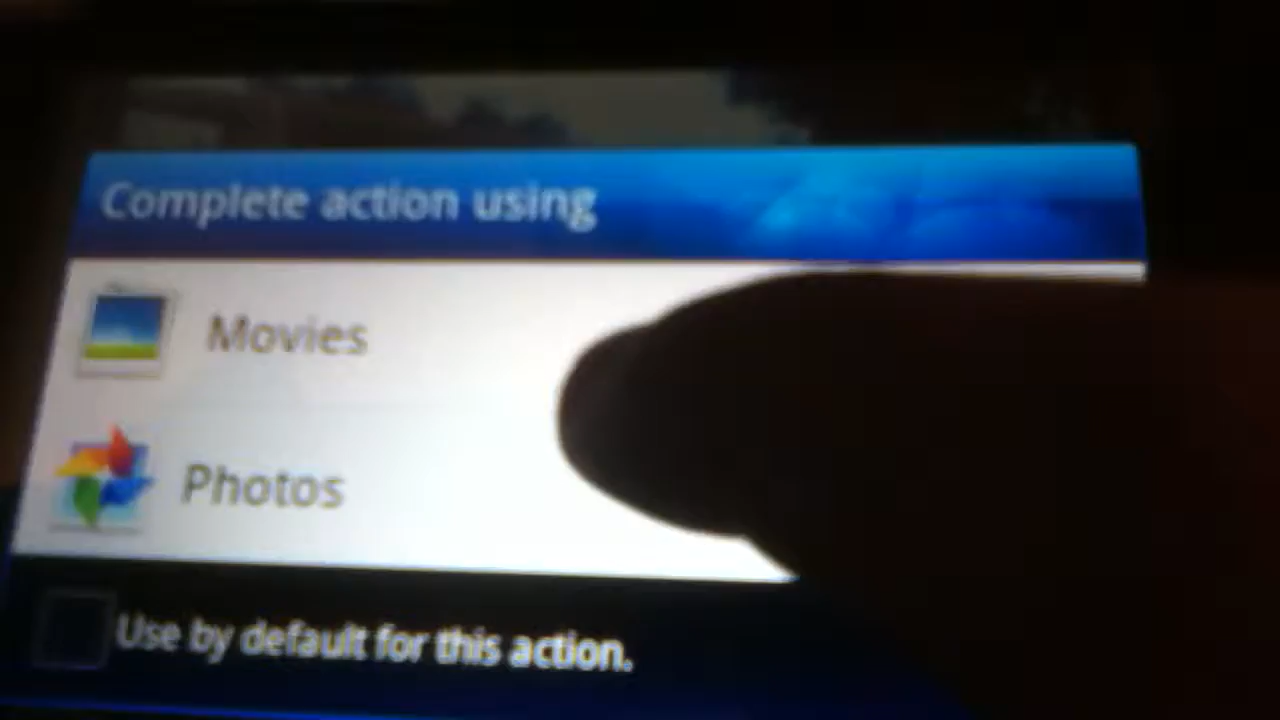 Complete action using
Movies
Photos
Use by default for this action.